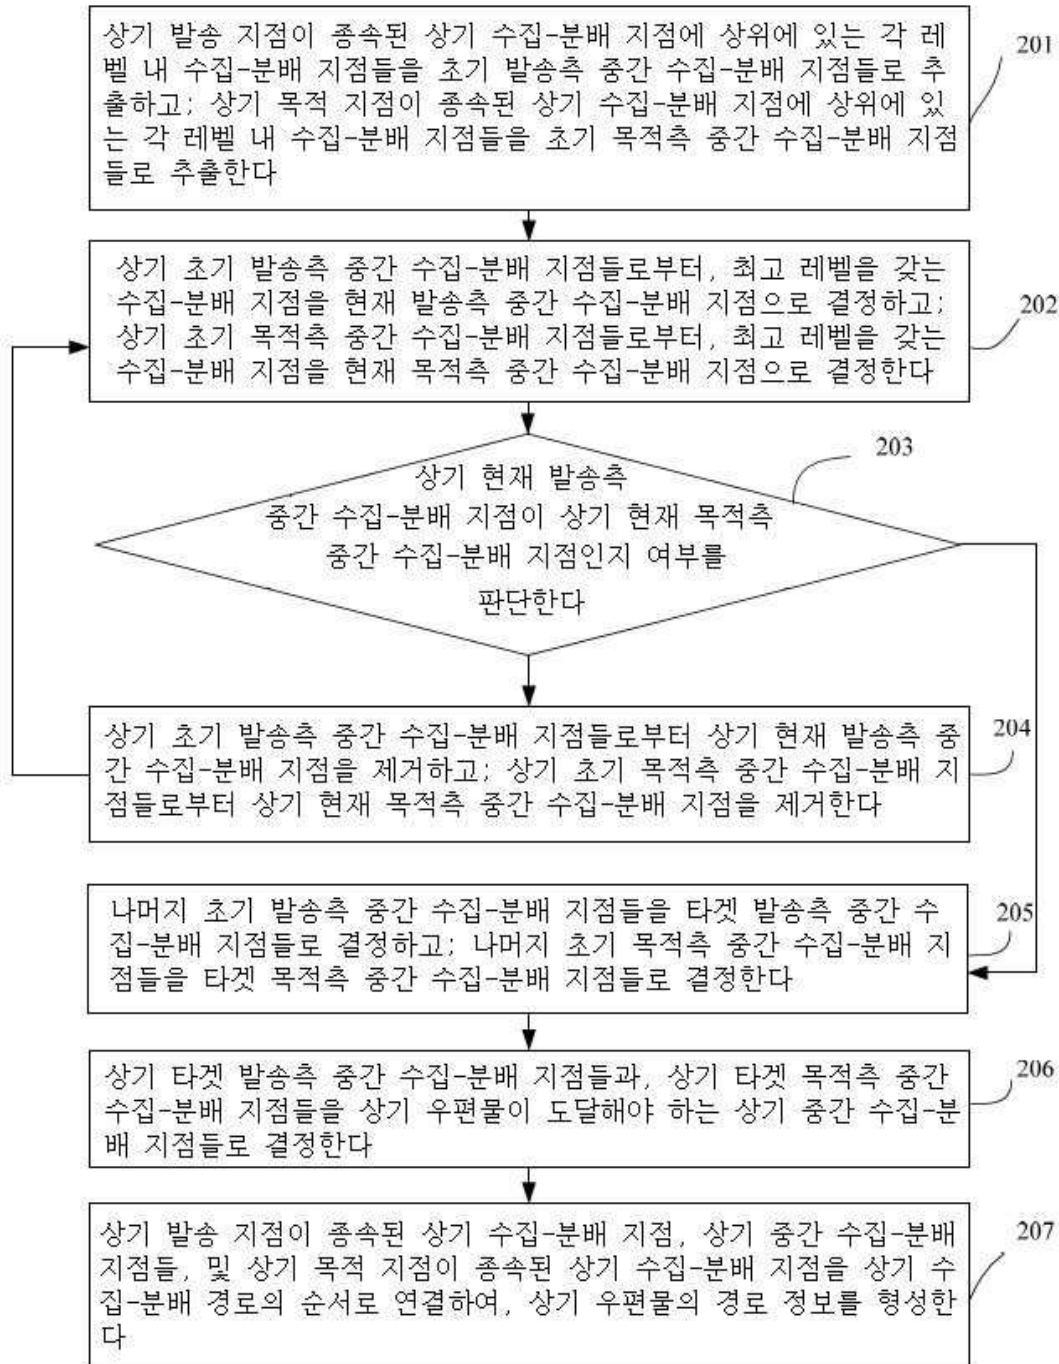 상기 발송 지점이 종속된 상기 수집-분배 지점에 상위에 있는 각 레
벨 내 수집-분배 지점들을 초기 발송측 중간 수집-분배 지점들로 추
출하고; 상기 목적 지점이 종속된 상기 수집-분배 지점에 상위에 있
는 각 레벨 내 수집-분배 지점들을 초기 목적측 중간 수집-분배 지점
들로 추출한다
201
상기 초기 발송측 중간 수집-분배 지점들로부터, 최고 레벨을 갖는
수집-분배 지점을 현재 발송측 중간 수집-분배 지점으로 결정하고;
상기 초기 목적측 중간 수집-분배 지점들로부터, 최고 레벨을 갖는
수집-분배 지점을 현재 목적측 중간 수집-분배 지점으로 결정한다
202
상기 현재 발송측
중간 수집-분배 지점이 상기 현재 목적측
중간 수집-분배 지점인지 여부를
판단한다
203
상기 초기 발송측 중간 수집-분배 지점들로부터 상기 현재 발송측 중
간 수집-분배 지점을 제거하고; 상기 초기 목적측 중간 수집-분배 지
점들로부터 상기 현재 목적측 중간 수집-분배 지점을 제거한다
204
나머지 초기 발송측 중간 수집-분배 지점들을 타겟 발송측 중간 수
집-분배 지점들로 결정하고; 나머지 초기 목적측 중간 수집-분배 지
점들을 타겟 목적측 중간 수집-분배 지점들로 결정한다
205
상기 타겟 발송측 중간 수집-분배 지점들과, 상기 타겟 목적측 중간
수집-분배 지점들을 상기 우편물이 도달해야 하는 상기 중간 수집-분
배 지점들로 결정한다
206
상기 발송 지점이 종속된 상기 수집-분배 지점, 상기 중간 수집-분배
지점들, 및 상기 목적 지점이 종속된 상기 수집-분배 지점을 상기 수
집-분배 경로의 순서로 연결하여, 상기 우편물의 경로 정보를 형성한
다
207